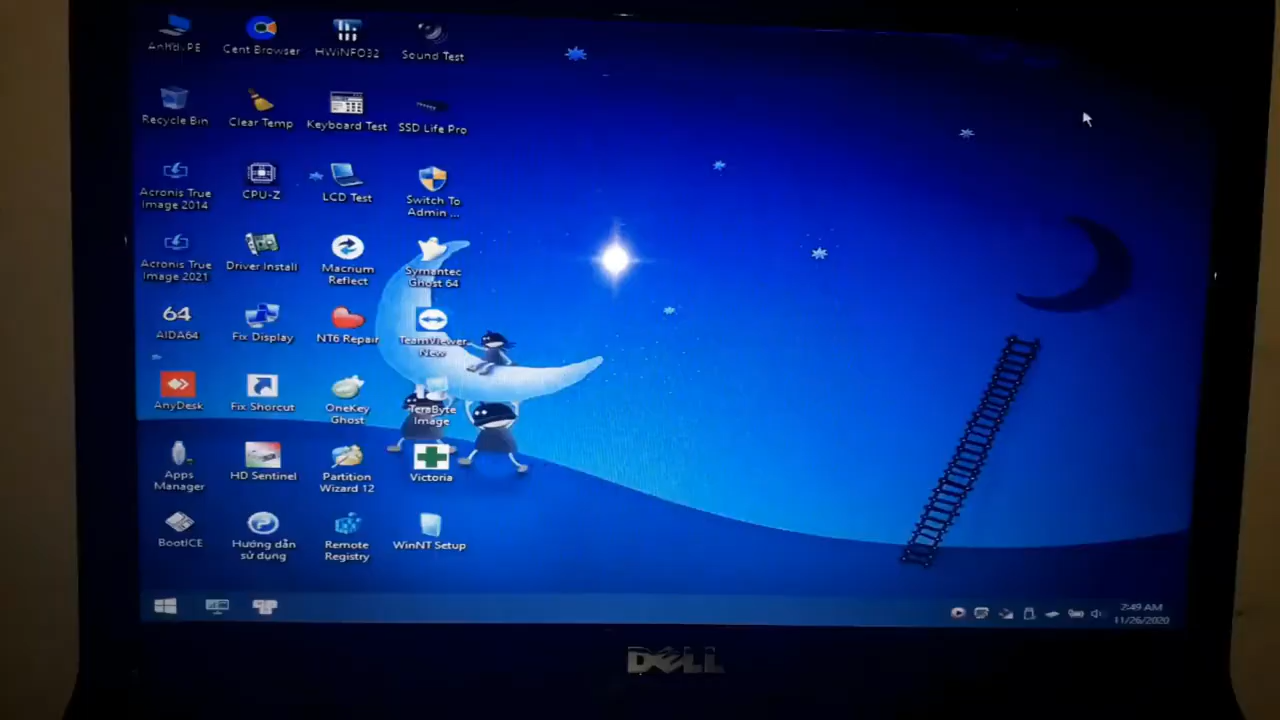 AnhdvPE
Cent Browser
HWiNFO32
Sound Test
Recycle Bin
Clear Temp
Keyboard Test
SSD Life Pro
Acronis True
Image 2014
CPU-Z
LCD Test
Switch To
Admin ...
Acronis True
Image 2021
Driver Install
Macrium
Reflect
Symantec
Ghost 64
64
AIDA64
Fix Display
NT6 Repair
TeamViewer
New
AnyDesk
Fix Shorcut
OneKey
Ghost
TeraByte
Image
Apps
Manager
HD Sentinel
Partition
Wizard 12
Victoria
BootICE
Hướng dẫn
sử dụng
Remote
Registry
WinNT Setup
2:49 AM
11/26/2020
DELL